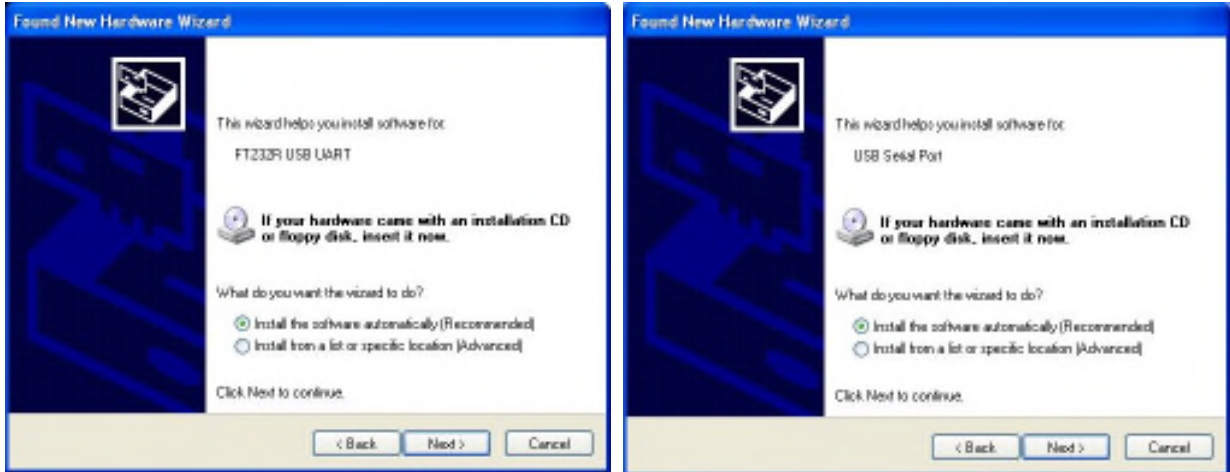 Found New Hardware Wizard
This wizard helps you install software for:
FT232R USB UART
If your hardware came with an installation CD
or floppy disk, insert it now.
What do you want the wizard to do?
Install the software automatically (Recommended)
Install from a list or specific location (Advanced)
Click Next to continue.
< Back
Next >
Cancel
Found New Hardware Wizard
This wizard helps you install software for:
USB Serial Port
If your hardware came with an installation CD
or floppy disk, insert it now.
What do you want the wizard to do?
Install the software automatically (Recommended)
Install from a list or specific location (Advanced)
Click Next to continue.
< Back
Next >
Cancel